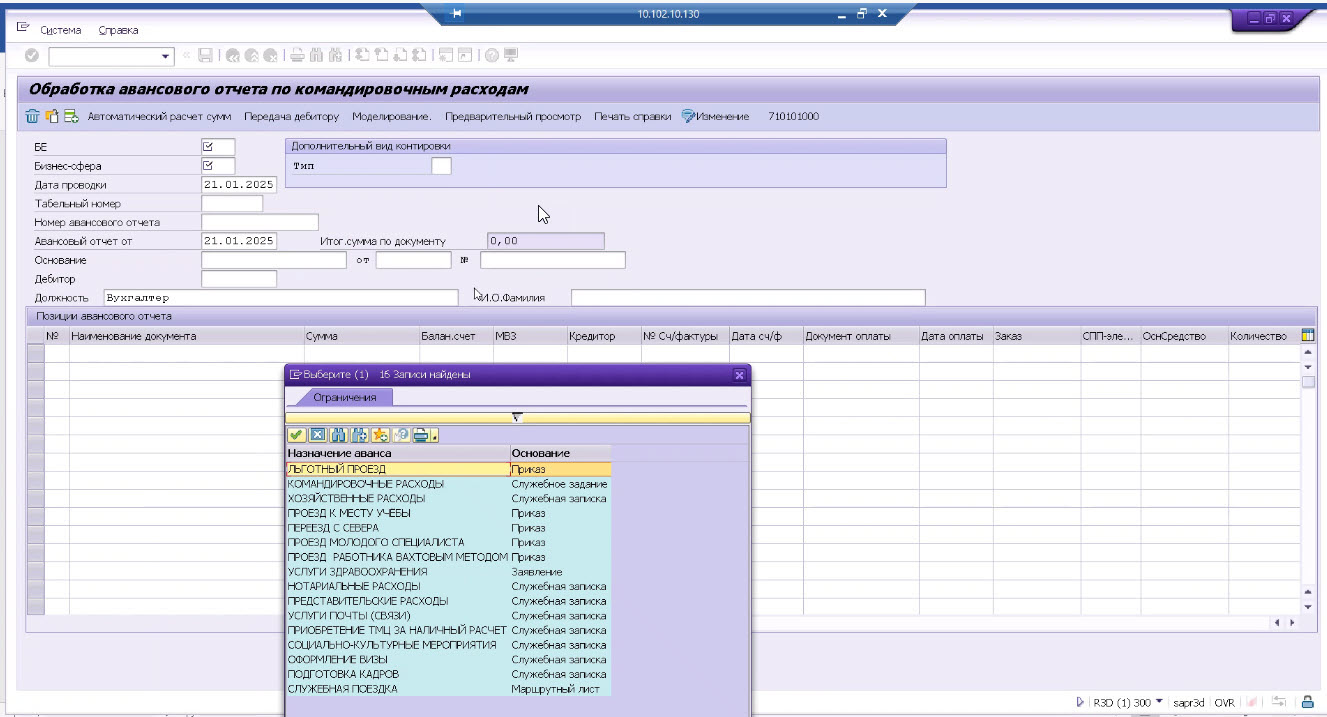 10.102.10.130
Система Справка
Обработка авансового отчета по командировочным расходам
Автоматический расчет сумм Передача дебитору Моделирование. Предварительный просмотр Печать справки Изменение 710101000
БЕ
Дополнительный вид контировки
Бизнес-сфера
Тип
Дата проводки 21.01.2025
Табельный номер
Номер авансового отчета
Авансовый отчет от 21.01.2025 Итог.сумма по документу 0,00
Основание от №
Дебитор
Должность Бухгалтер И.О.Фамилия
Позиции авансового отчета
№ Наименование документа Сумма Балан.счет МВЗ Кредитор № Сч/фактуры Дата сч/ф Документ оплаты Дата оплаты Заказ СПП-эле... ОснСредство Количество
Выберите (1) 16 Записи найдены
Ограничения
Назначение аванса Основание
ЛЬГОТНЫЙ ПРОЕЗД Приказ
КОМАНДИРОВОЧНЫЕ РАСХОДЫ Служебное задание
ХОЗЯЙСТВЕННЫЕ РАСХОДЫ Служебная записка
ПРОЕЗД К МЕСТУ УЧЕБЫ Приказ
ПЕРЕЕЗД С СЕВЕРА Приказ
ПРОЕЗД МОЛОДОГО СПЕЦИАЛИСТА Приказ
ПРОЕЗД РАБОТНИКА ВАХТОВЫМ МЕТОДОМ Приказ
УСЛУГИ ЗДРАВООХРАНЕНИЯ Заявление
НОТАРИАЛЬНЫЕ РАСХОДЫ Служебная записка
ПРЕДСТАВИТЕЛЬСКИЕ РАСХОДЫ Служебная записка
УСЛУГИ ПОЧТЫ (СВЯЗИ) Служебная записка
ПРИОБРЕТЕНИЕ ТМЦ ЗА НАЛИЧНЫЙ РАСЧЕТ Служебная записка
СОЦИАЛЬНО-КУЛЬТУРНЫЕ МЕРОПРИЯТИЯ Служебная записка
ОФОРМЛЕНИЕ ВИЗЫ Служебная записка
ПОДГОТОВКА КАДРОВ Служебная записка
СЛУЖЕБНАЯ ПОЕЗДКА Маршрутный лист
R3D (1) 300 sapr3d OVR